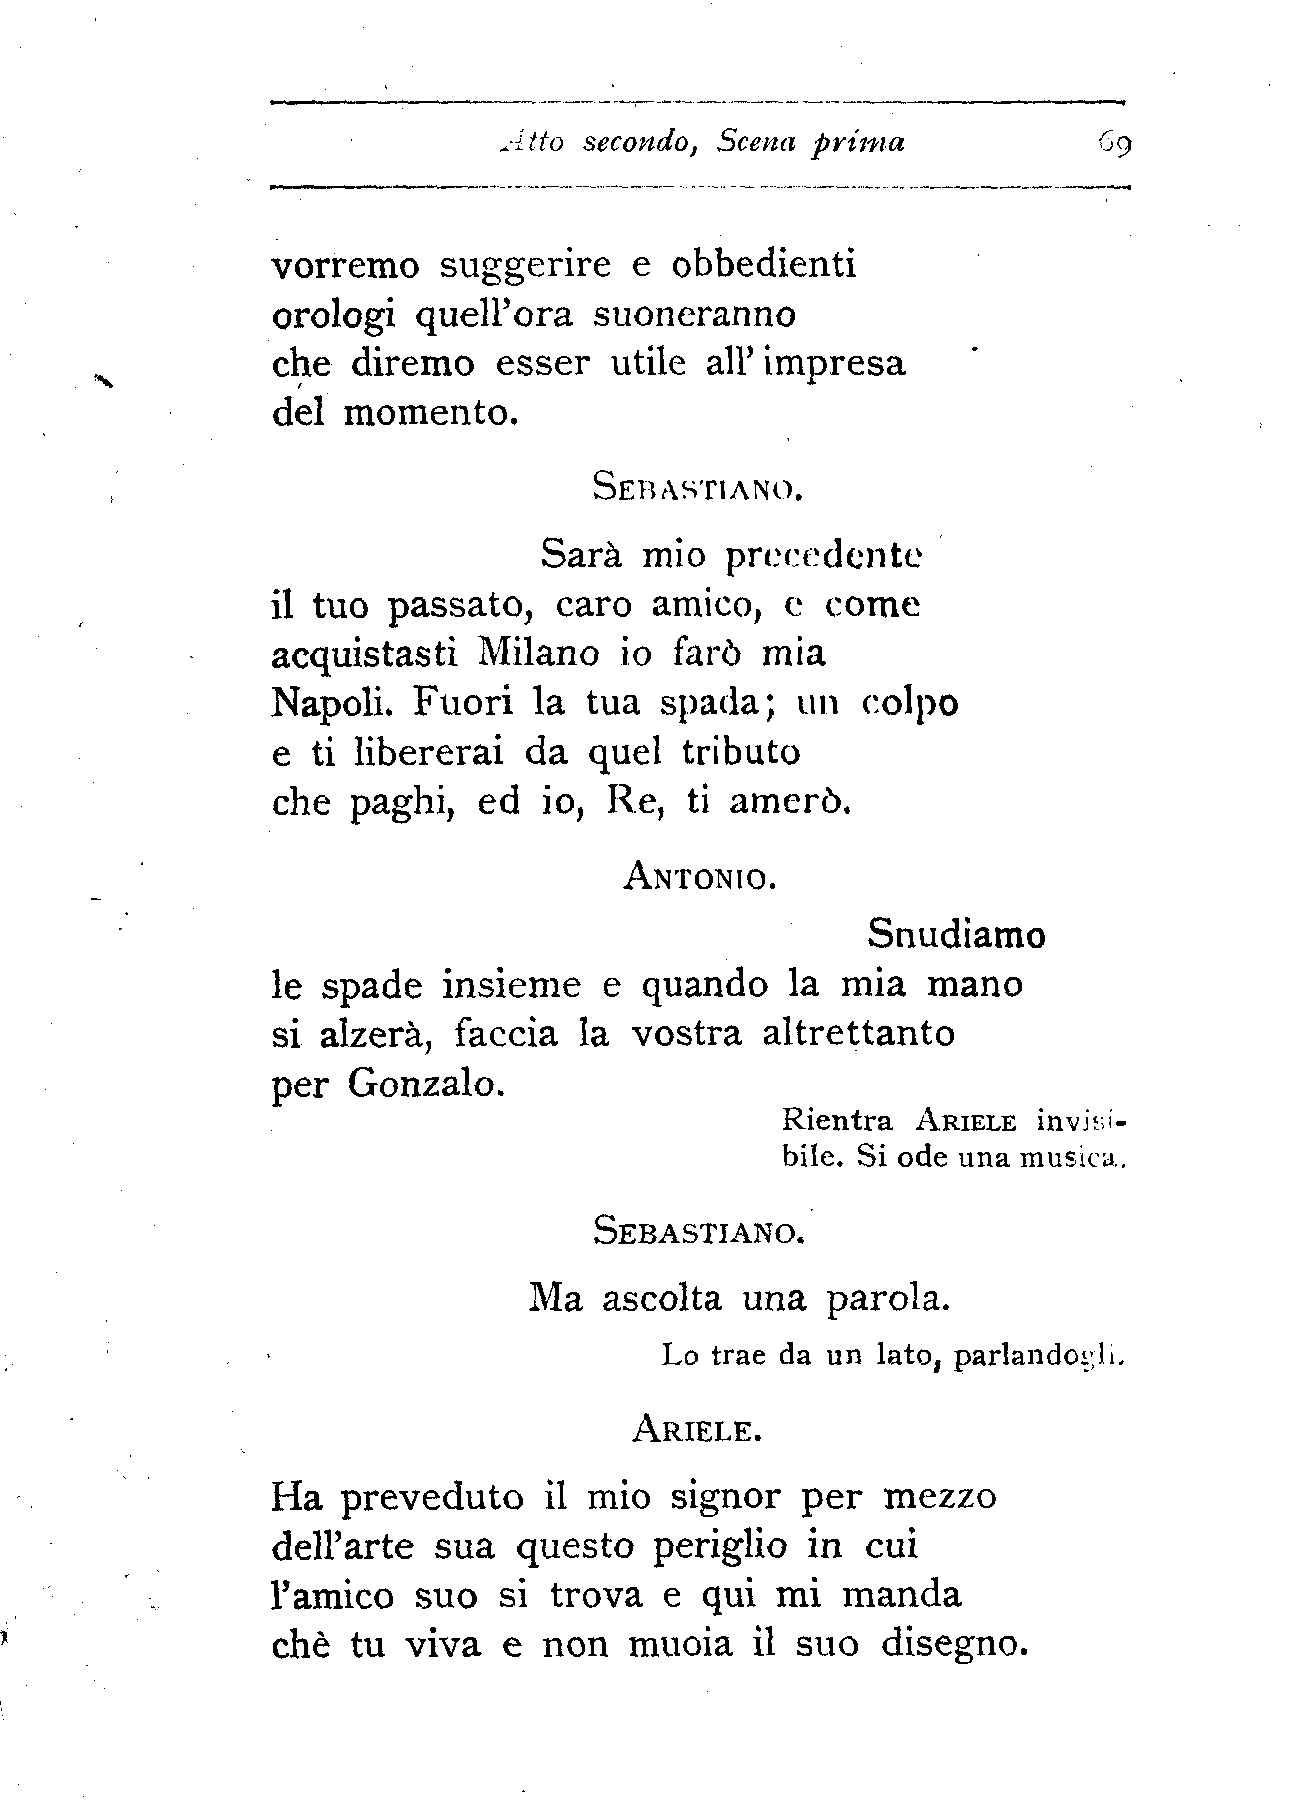 Atto secondo, Scena prima 69
vorremo suggerire e obbedienti
orologi quell'ora suoneranno
che diremo esser utile all' impresa
del momento.
SEBASTIANO.
Sarà mio precedente
il tuo passato, caro amico, e come
acquistasti Milano io farò mia
Napoli. Fuori la tua spada; un colpo
e ti libererai da quel tributo
che paghi, ed io, Re, ti amerò.
ANTONIO.
Snudiamo
le spade insieme e quando la mia mano
si alzerà, faccia la vostra altrettanto
per Gonzalo.
Rientra ARIELE invisi-
bile. Si ode una musica.
SEBASTIANO.
Ma ascolta una parola.
Lo trae da un lato, parlandogli.
ARIELE.
Ha preveduto il mio signor per mezzo
dell'arte sua questo periglio in cui
l'amico suo si trova e qui mi manda
chè tu viva e non muoia il suo disegno.